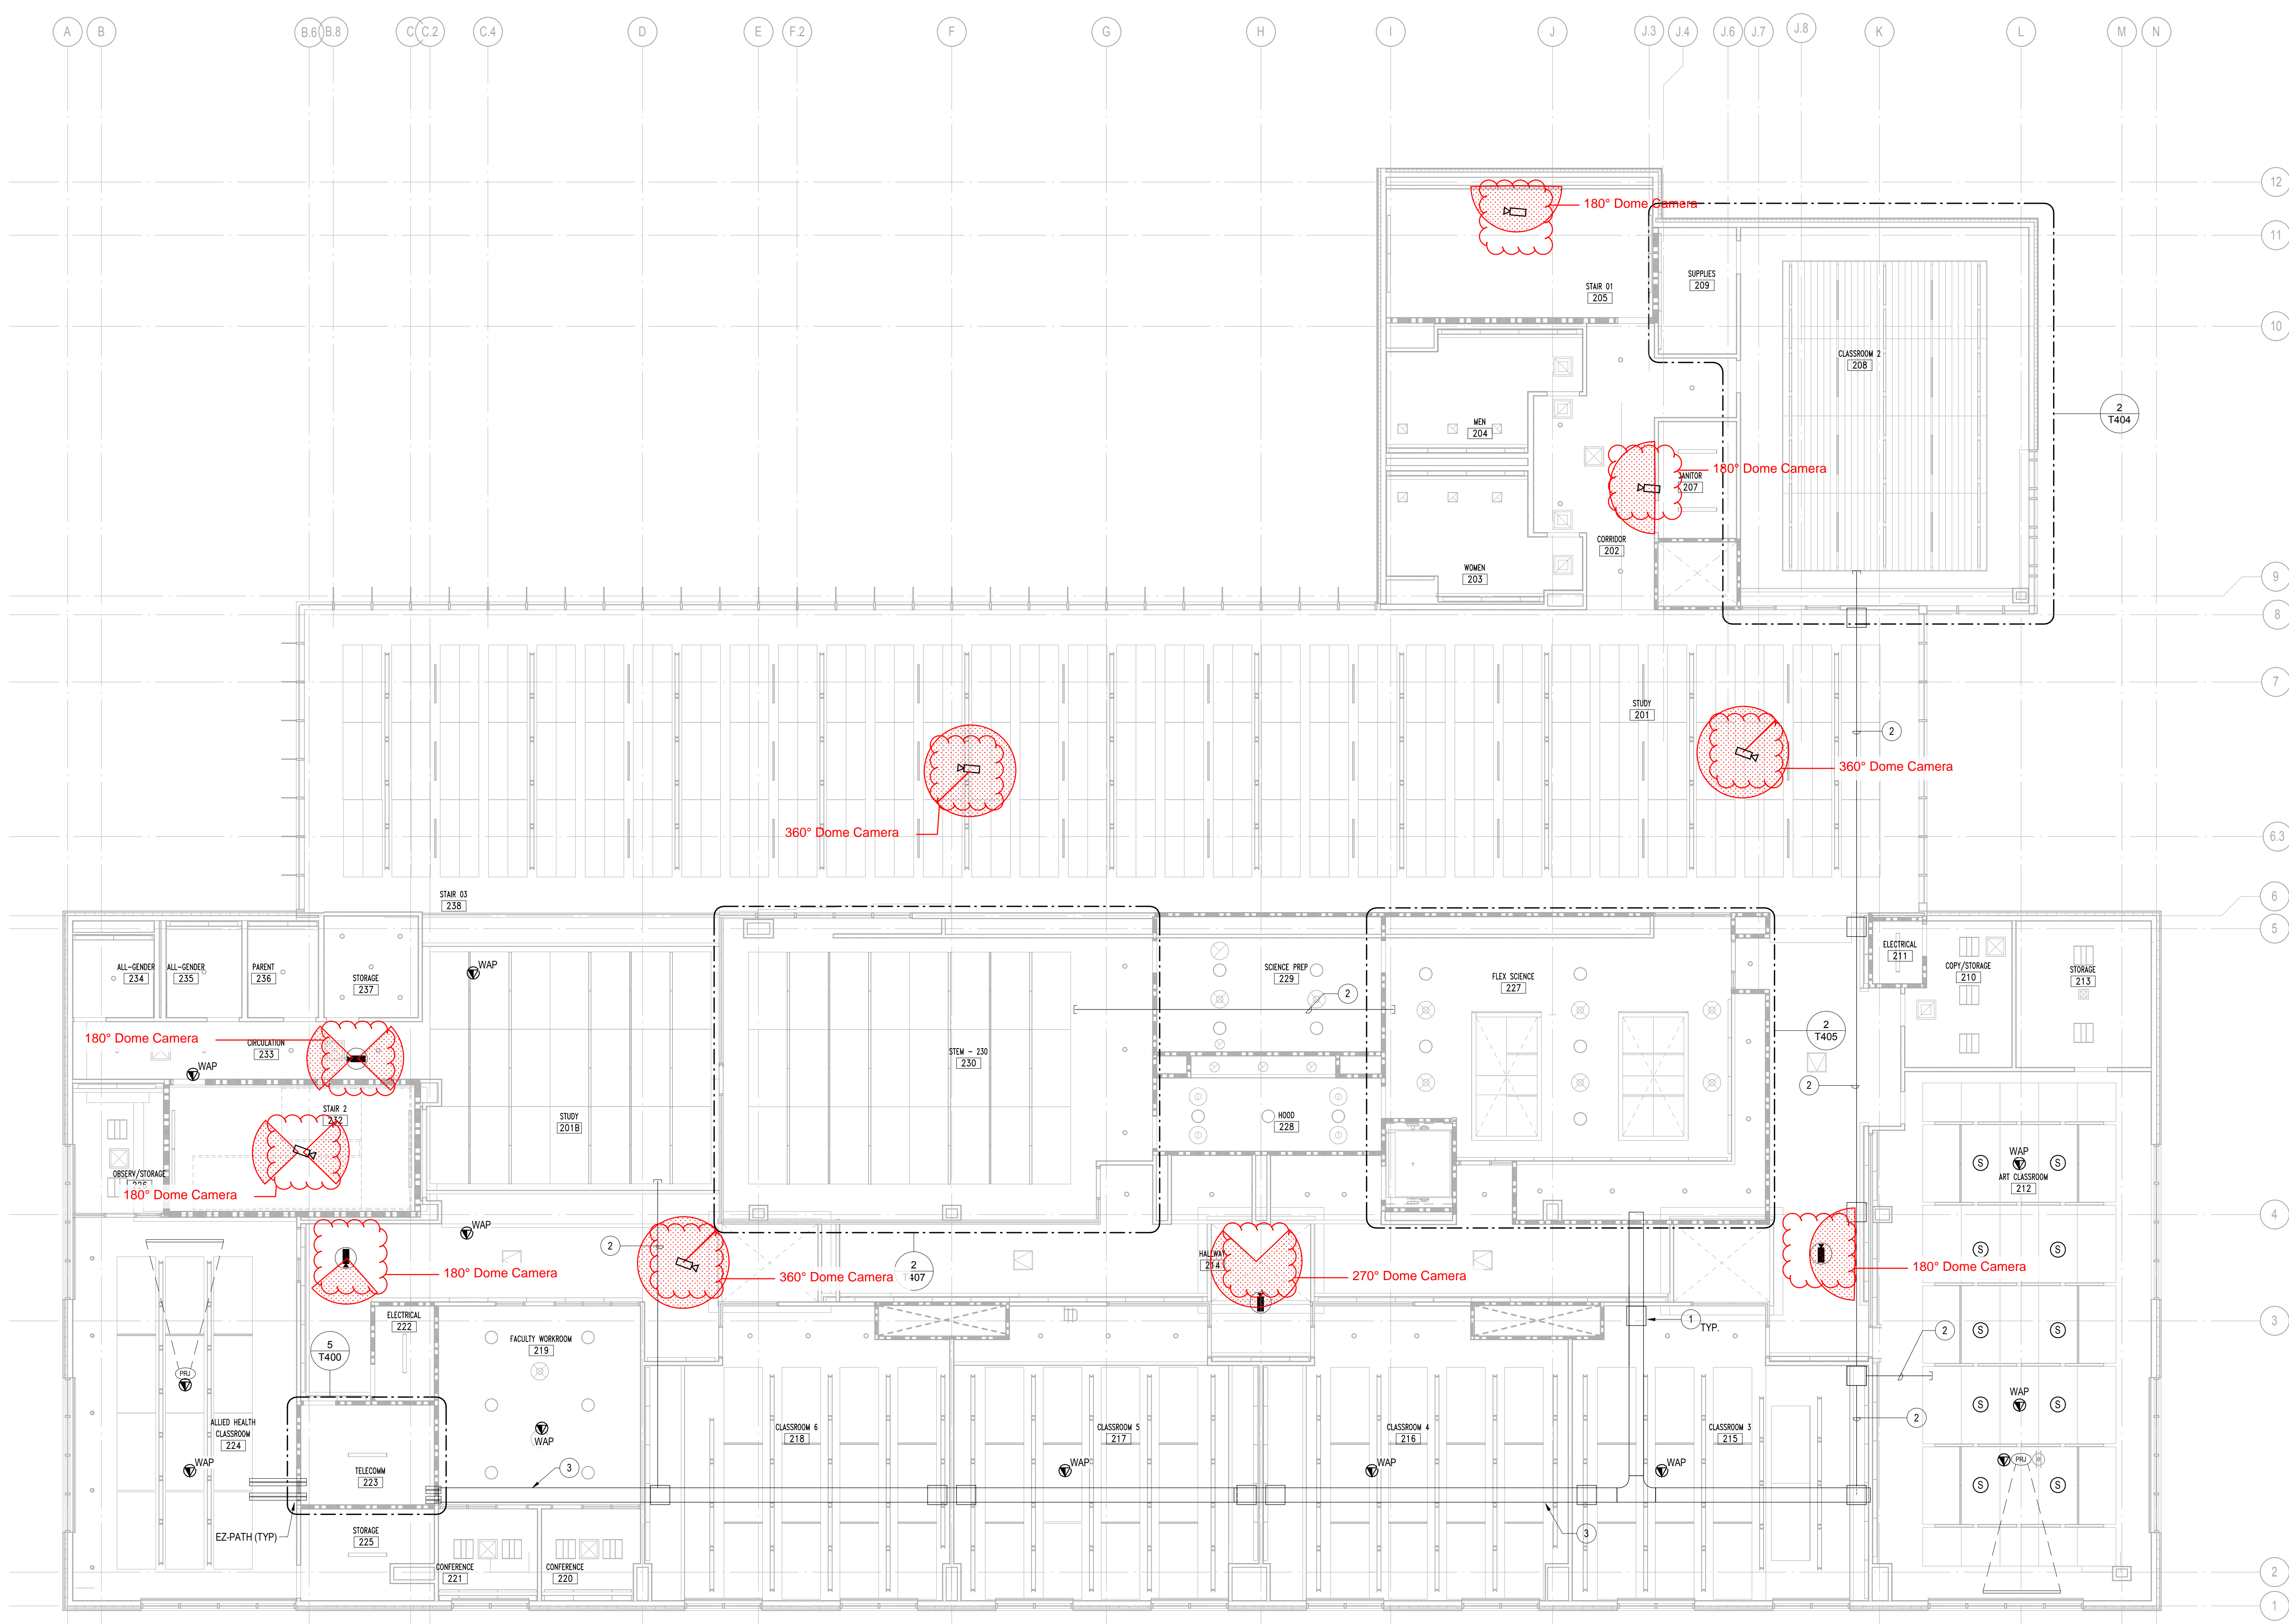 A
B
B.6
B.8
C
C.2
C.4
D
E
F.2
F
G
H
I
J
J.3
J.4
J.6
J.7
J.8
K
L
M
N
12
180° Dome Camera
11
SUPPLIES
209
STAIR 01
205
10
CLASSROOM 2
208
2
T404
MEN
204
180° Dome Camera
JANITOR
207
CORRIDOR
202
WOMEN
203
9
8
7
STUDY
201
2
360° Dome Camera
360° Dome Camera
6.3
STAIR 03
238
6
5
ELECTRICAL
211
COPY/STORAGE
210
STORAGE
213
ALL-GENDER
234
ALL-GENDER
235
PARENT
236
STORAGE
237
WAP
SCIENCE PREP
229
2
FLEX SCIENCE
227
2
T405
180° Dome Camera
CIRCULATION
233
WAP
STEM - 230
230
2
STAIR 2
232
STUDY
201B
HOOD
228
OBSERV/STORAGE
180° Dome Camera
S
WAP
S
ART CLASSROOM
212
4
WAP
2
2
T407
HALLWAY
214
180° Dome Camera
360° Dome Camera
270° Dome Camera
180° Dome Camera
S
S
ELECTRICAL
222
FACULTY WORKROOM
219
1
TYP.
2
S
S
3
5
T400
PRJ
WAP
S
S
ALLIED HEALTH
CLASSROOM
224
WAP
CLASSROOM 6
218
CLASSROOM 5
217
CLASSROOM 4
216
CLASSROOM 3
215
2
WAP
TELECOMM
223
3
WAP
WAP
WAP
PRJ
S
S
EZ-PATH (TYP)
STORAGE
225
3
CONFERENCE
221
CONFERENCE
220
2
1